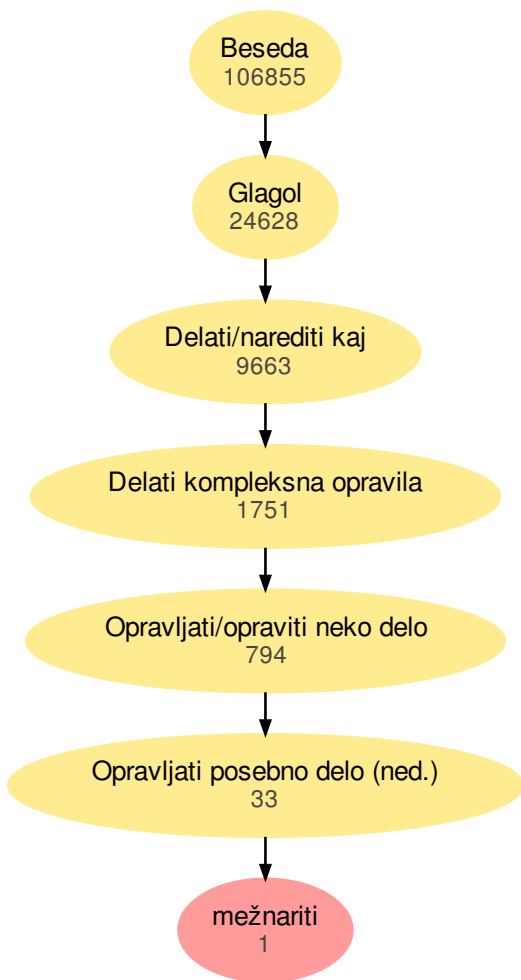 Beseda
106855
Glagol
24628
Delati/narediti kaj
9663
Delati kompleksna opravila
1751
Opravljati/opraviti neko delo
794
Opravljati posebno delo (ned.)
33
mežnariti
1